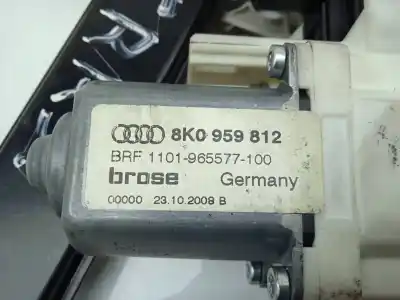 8K0 959 812
BRF 1101-965577-100
brose Germany
00000 23.10.2008 B